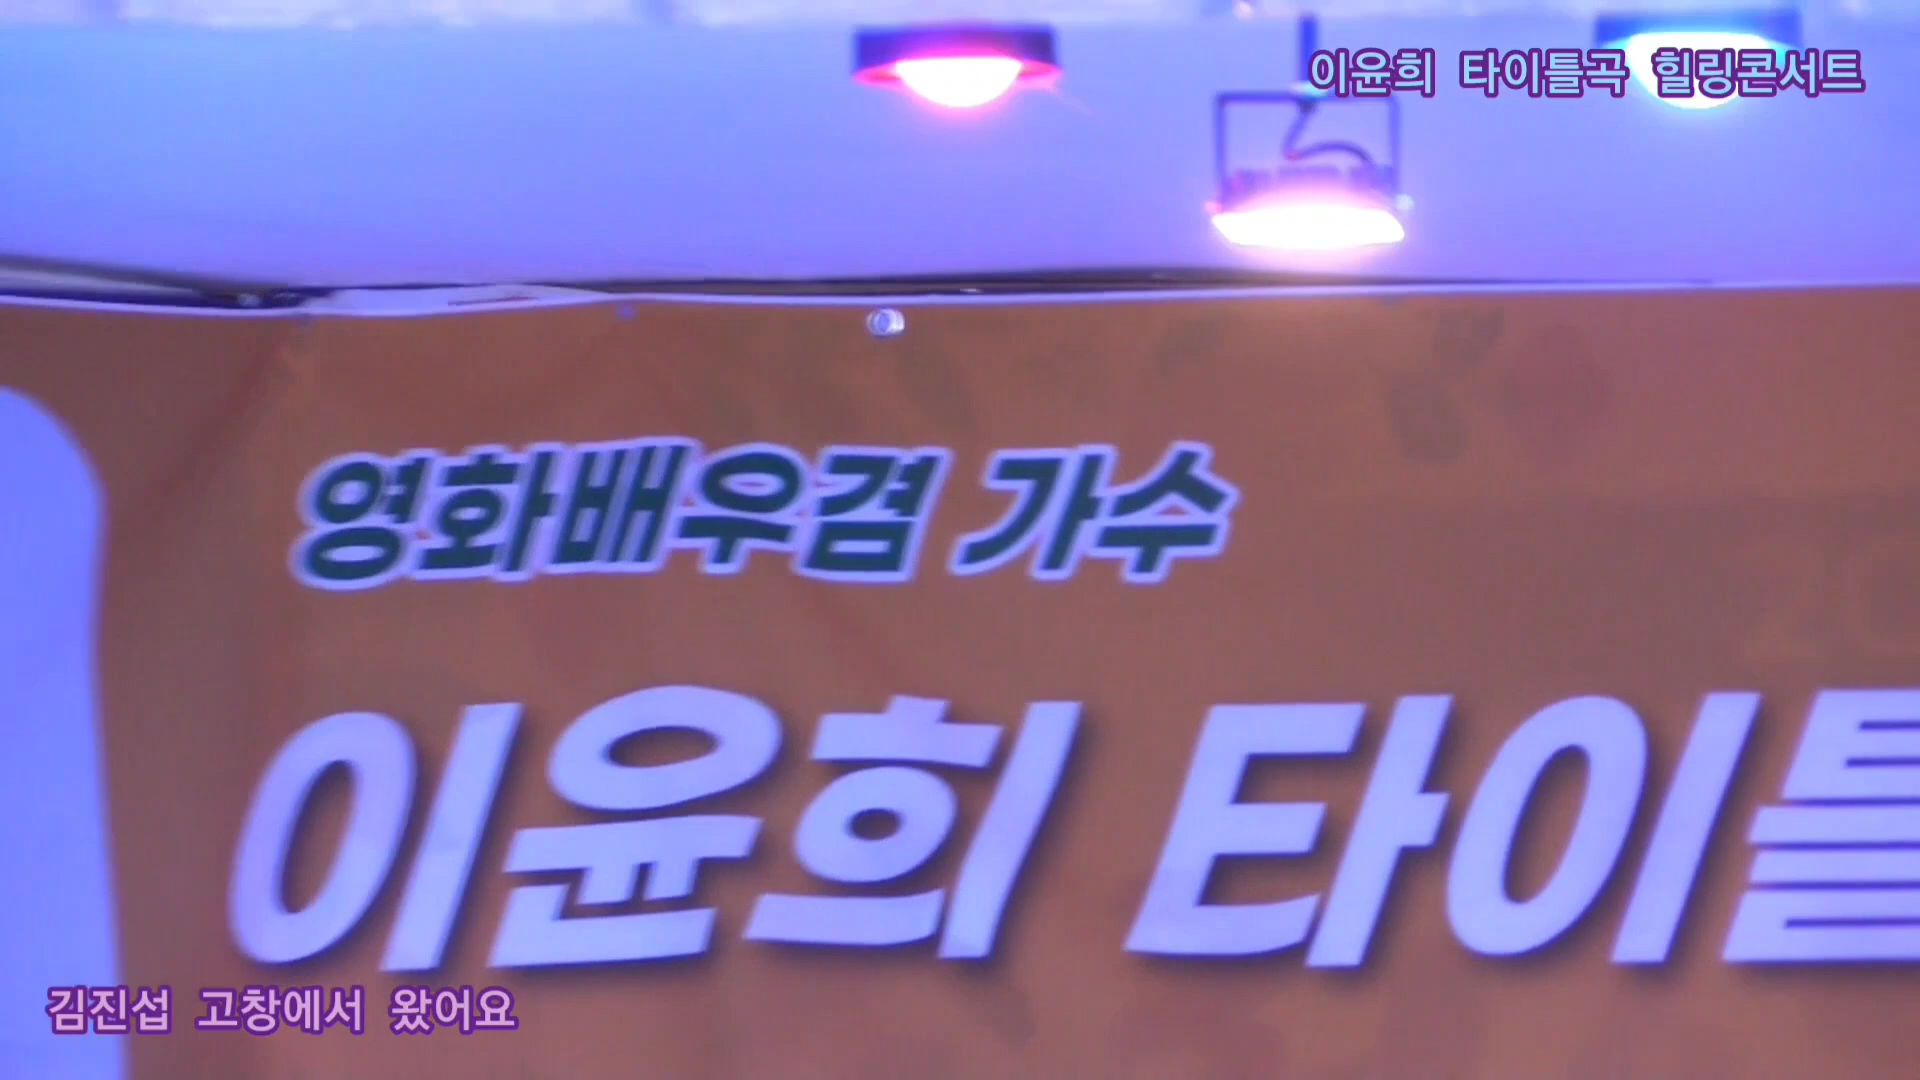 이윤희 타이틀곡 힐링콘서트
영화배우겸 가수
이윤희 타이틀
김진섭 고창에서 왔어요